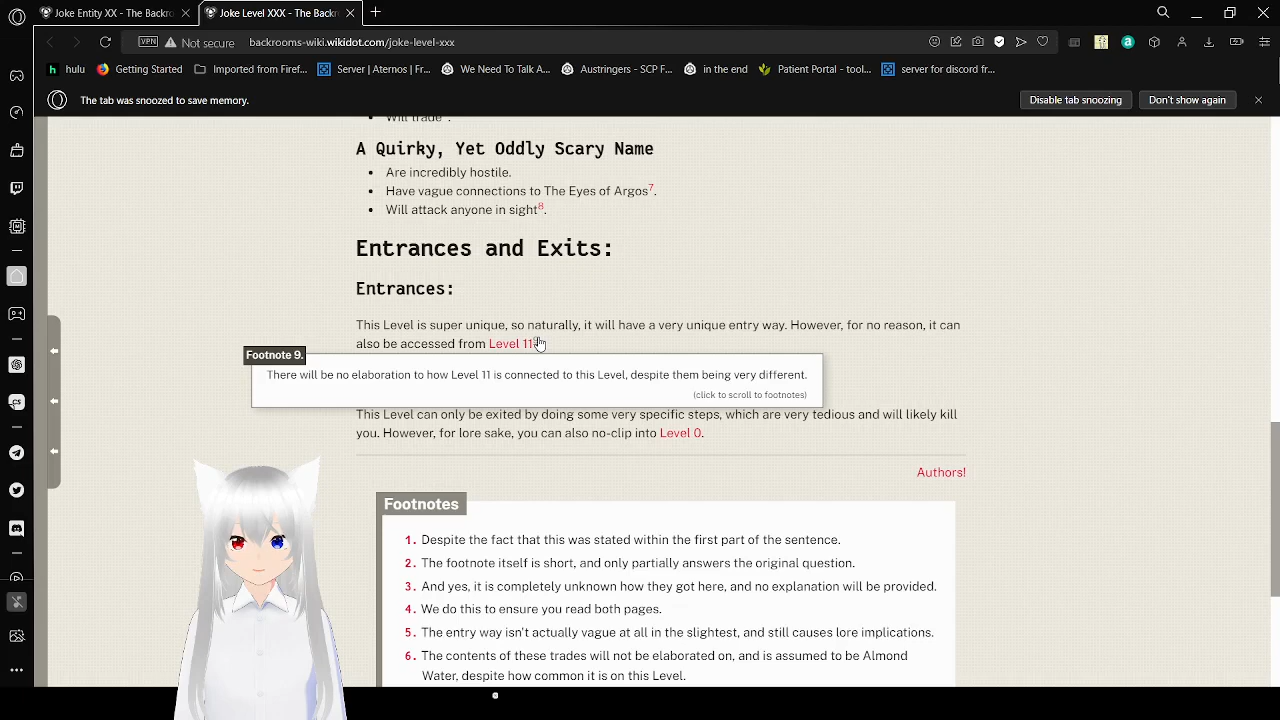 Joke Entity XX - The Backro
Joke Level XXX - The Backr
VPN
Not secure
backrooms-wiki.wikidot.com/joke-level-xxx
hulu
Getting Started
Imported from Firef...
Server | Aternos | Fr...
We Need To Talk A...
Austringers - SCP F...
in the end
Patient Portal - tool...
server for discord fr...
The tab was snoozed to save memory.
Disable tab snoozing
Don't show again
Will trade
A Quirky, Yet Oddly Scary Name
Are incredibly hostile.
Have vague connections to The Eyes of Argos7.
Will attack anyone in sight8.
Entrances and Exits:
Entrances:
This Level is super unique, so naturally, it will have a very unique entry way. However, for no reason, it can
also be accessed from Level 11
Footnote 9.
There will be no elaboration to how Level 11 is connected to this Level, despite them being very different.
(click to scroll to footnotes)
This Level can only be exited by doing some very specific steps, which are very tedious and will likely kill
you. However, for lore sake, you can also no-clip into Level 0.
Authors!
Footnotes
1. Despite the fact that this was stated within the first part of the sentence.
2. The footnote itself is short, and only partially answers the original question.
3. And yes, it is completely unknown how they got here, and no explanation will be provided.
4. We do this to ensure you read both pages.
5. The entry way isn't actually vague at all in the slightest, and still causes lore implications.
6. The contents of these trades will not be elaborated on, and is assumed to be Almond
Water, despite how common it is on this Level.